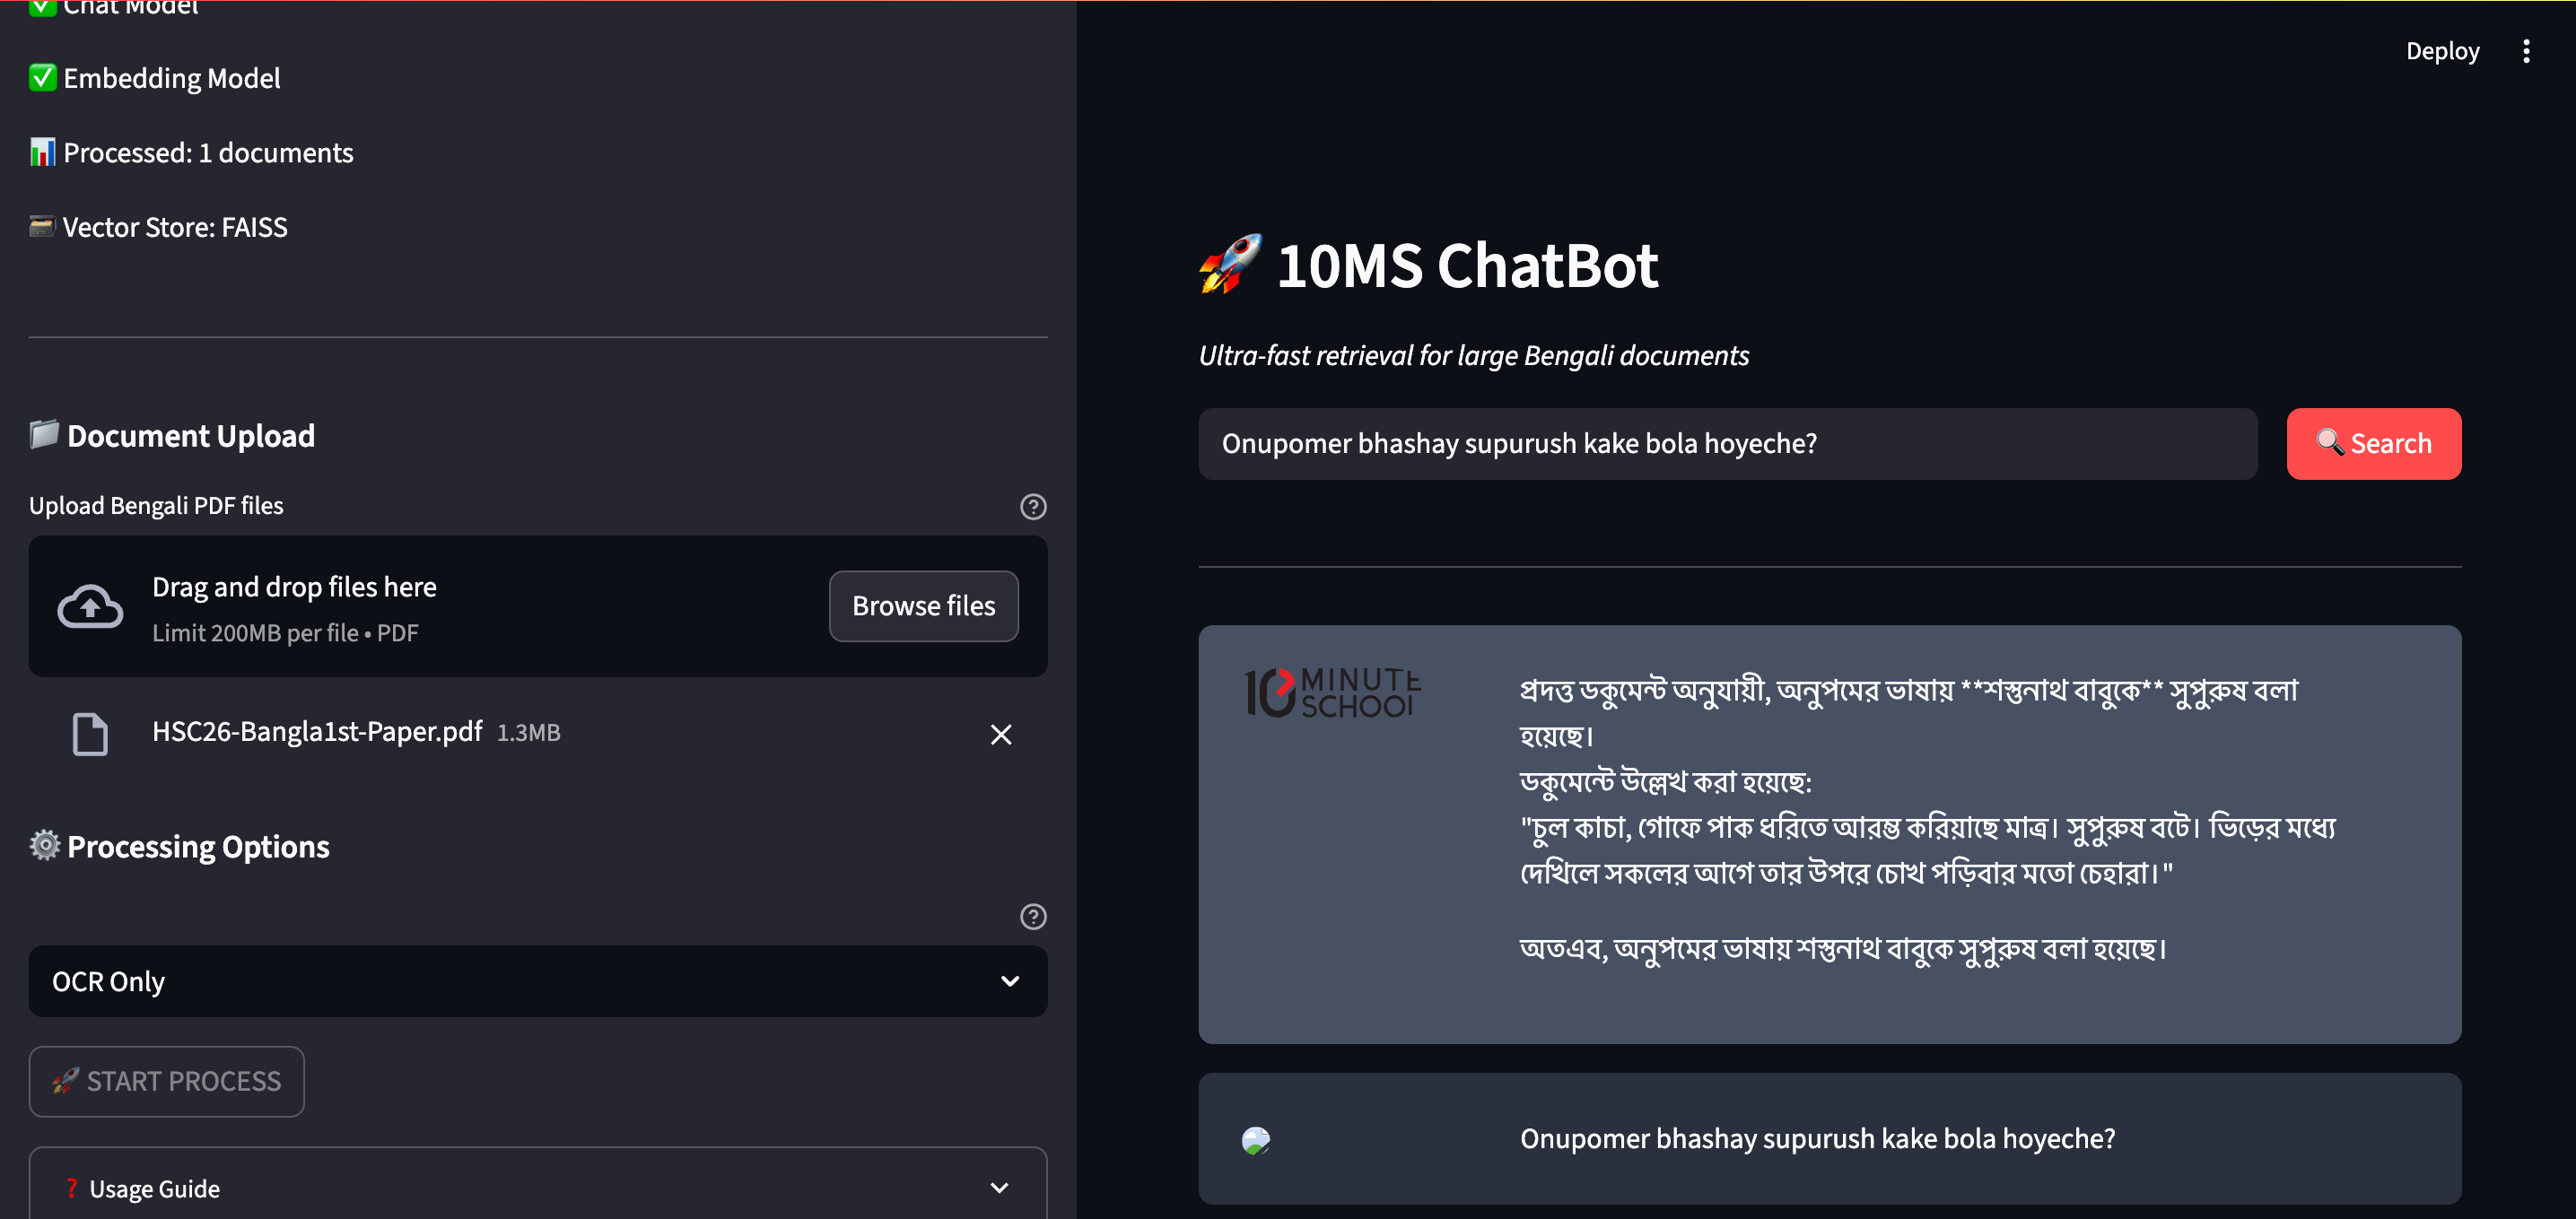 Chat Model
Embedding Model
Processed: 1 documents
Vector Store: FAISS
Document Upload
Upload Bengali PDF files
Drag and drop files here
Limit 200MB per file • PDF
Browse files
HSC26-Bangla1st-Paper.pdf 1.3MB
Processing Options
OCR Only
START PROCESS
Usage Guide
Deploy
10MS ChatBot
Ultra-fast retrieval for large Bengali documents
Onupomer bhashay supurush kake bola hoyeche?
Search
10 MINUTE
SCHOOL
প্রদত্ত ডকুমেন্ট অনুযায়ী, অনুপমের ভাষায় **শস্তুনাথ বাবুকে** সুপুরুষ বলা
হয়েছে।
ডকুমেন্টে উল্লেখ করা হয়েছে:
"চুল কাচা, গোফে পাক ধরিতে আরম্ভ করিয়াছে মাত্র। সুপুরুষ বটে। ভিড়ের মধ্যে
দেখিলে সকলের আগে তার উপরে চোখ পড়িবার মতো চেহারা।"
অতএব, অনুপমের ভাষায় শস্তুনাথ বাবুকে সুপুরুষ বলা হয়েছে।
Onupomer bhashay supurush kake bola hoyeche?